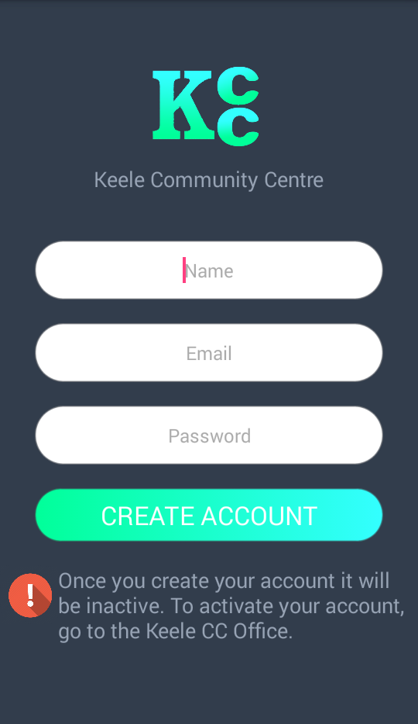 KCC
Keele Community Centre
Name
Email
Password
CREATE ACCOUNT
Once you create your account it will
be inactive. To activate your account,
go to the Keele CC Office.